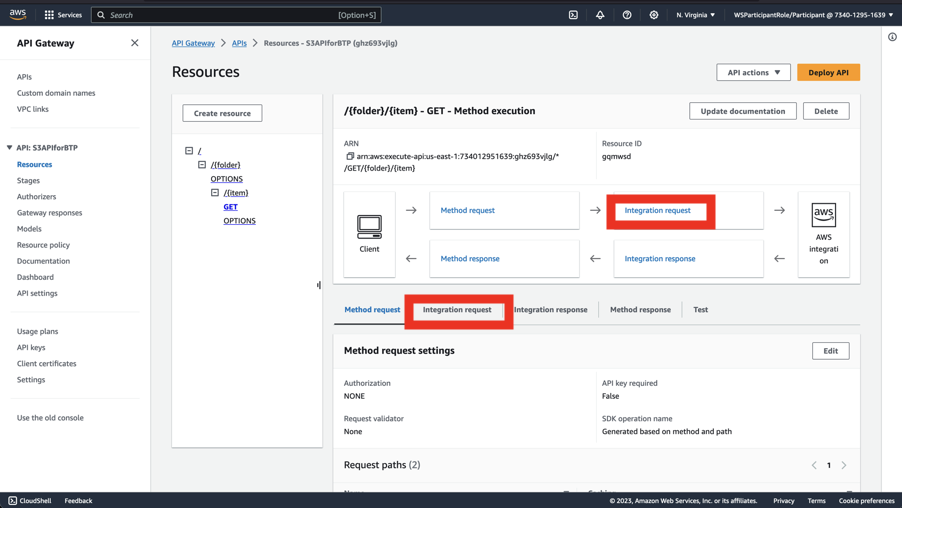 aws
Services
Search
[Option+S]
N. Virginia ▼
WSParticipantRole/Participant @ 7340-1295-1639 ▼
API Gateway
APIs
Custom domain names
VPC links
▼ API: S3APIforBTP
Resources
Stages
Authorizers
Gateway responses
Models
Resource policy
Documentation
Dashboard
API settings
Usage plans
API keys
Client certificates
Settings
Use the old console
API Gateway > APIs > Resources - S3APIforBTP (ghz693vjlg)
Resources
API actions ▼
Deploy API
Create resource
/
/{folder}
OPTIONS
/{item}
GET
OPTIONS
/{folder}/{item} - GET - Method execution
Update documentation
Delete
ARN
arn:aws:execute-api:us-east-1:734012951639:ghz693vjlg/*
/GET/{folder}/{item}
Resource ID
gqmwsd
Client
Method request
Integration request
Method response
Integration response
aws
AWS
integrati
on
Method request
Integration request
Integration response
Method response
Test
Method request settings
Edit
Authorization
NONE
API key required
False
Request validator
None
SDK operation name
Generated based on method and path
Request paths (2)
1
CloudShell
Feedback
© 2023, Amazon Web Services, Inc. or its affiliates.
Privacy
Terms
Cookie preferences